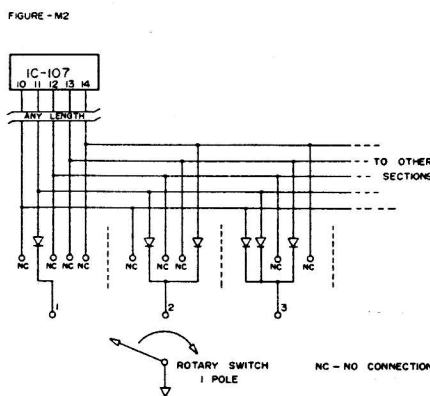 FIGURE - M2
IC-107
10 11 12 13 14
ANY LENGTH
TO OTHER
SECTIONS
NC NC NC NC NC NC NC NC NC
1 2 3
ROTARY SWITCH
1 POLE
NC - NO CONNECTION